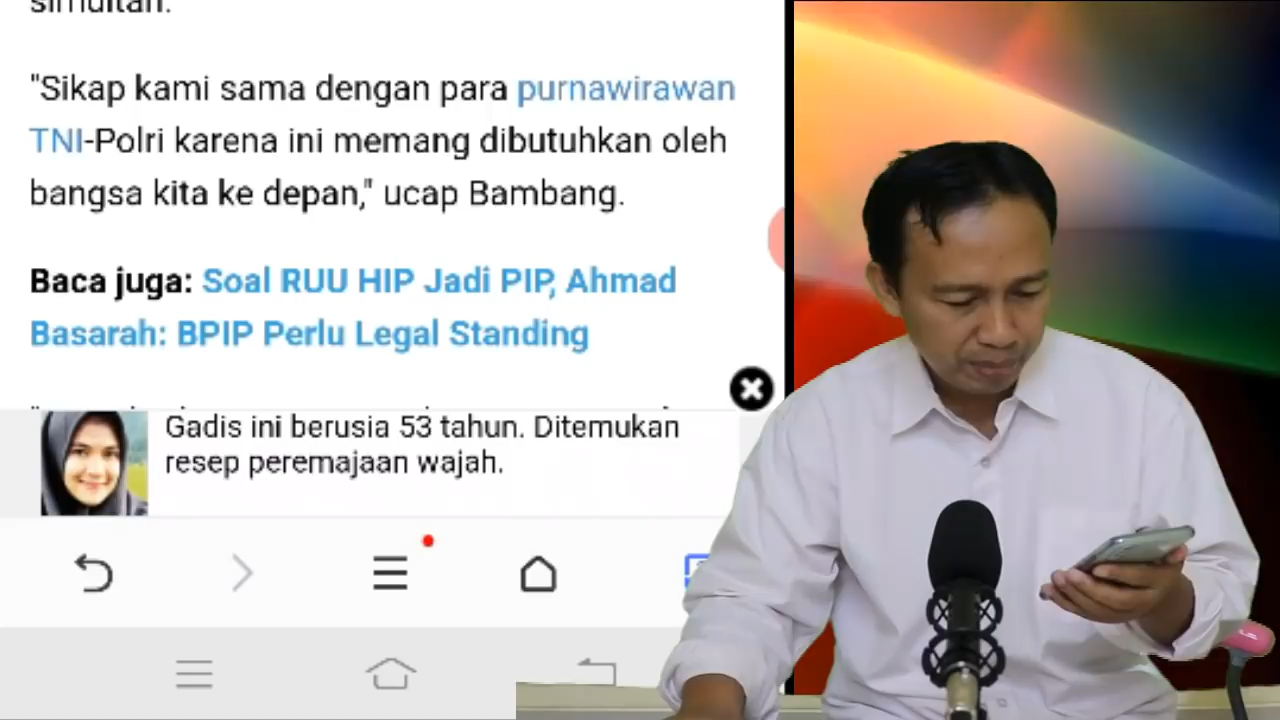 simultan.
"Sikap kami sama dengan para purnawirawan
TNI-Polri karena ini memang dibutuhkan oleh
bangsa kita ke depan," ucap Bambang.
Baca juga: Soal RUU HIP Jadi PIP, Ahmad
Basarah: BPIP Perlu Legal Standing
Gadis ini berusia 53 tahun. Ditemukan
resep peremajaan wajah.